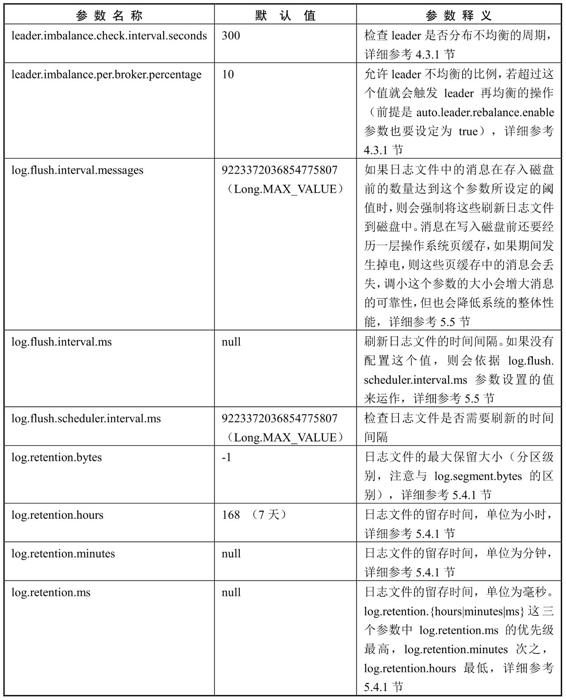 参 数 名 称 默 认 值 参 数 释 义
leader.imbalance.check.interval.seconds 300 检查 leader 是否分布不均衡的周期，
详细参考 4.3.1 节
leader.imbalance.per.broker.percentage 10 允许 leader 不均衡的比例，若超过这
个值就会触发 leader 再均衡的操作
（前提是 auto.leader.rebalance.enable
参数也要设定为 true），详细参考
4.3.1 节
log.flush.interval.messages 9223372036854775807 如果日志文件中的消息在存入磁盘
（Long.MAX_VALUE） 前的数量达到这个参数所设定的阈
值时，则会强制将这些刷新日志文件
到磁盘中。消息在写入磁盘前还要经
历一层操作系统页缓存，如果期间发
生掉电，则这些页缓存中的消息会丢
失，调小这个参数的大小会增大消息
的可靠性，但也会降低系统的整体性
能，详细参考 5.5 节
log.flush.interval.ms null 刷新日志文件的时间间隔。如果没有
配置这个值，则会依据 log.flush.
scheduler.interval.ms 参数设置的值
来运作，详细参考 5.5 节
log.flush.scheduler.interval.ms 9223372036854775807 检查日志文件是否需要刷新的时间
（Long.MAX_VALUE） 间隔
log.retention.bytes -1 日志文件的最大保留大小（分区级
别，注意与 log.segment.bytes 的区
别），详细参考 5.4.1 节
log.retention.hours 168 （7 天） 日志文件的留存时间，单位为小时，
详细参考 5.4.1 节
log.retention.minutes null 日志文件的留存时间，单位为分钟，
详细参考 5.4.1 节
log.retention.ms null 日志文件的留存时间，单位为毫秒。
log.retention.{hours|minutes|ms} 这三
个参数中 log.retention.ms 的优先级
最高，log.retention.minutes 次之，
log.retention.hours 最低，详细参考
5.4.1 节